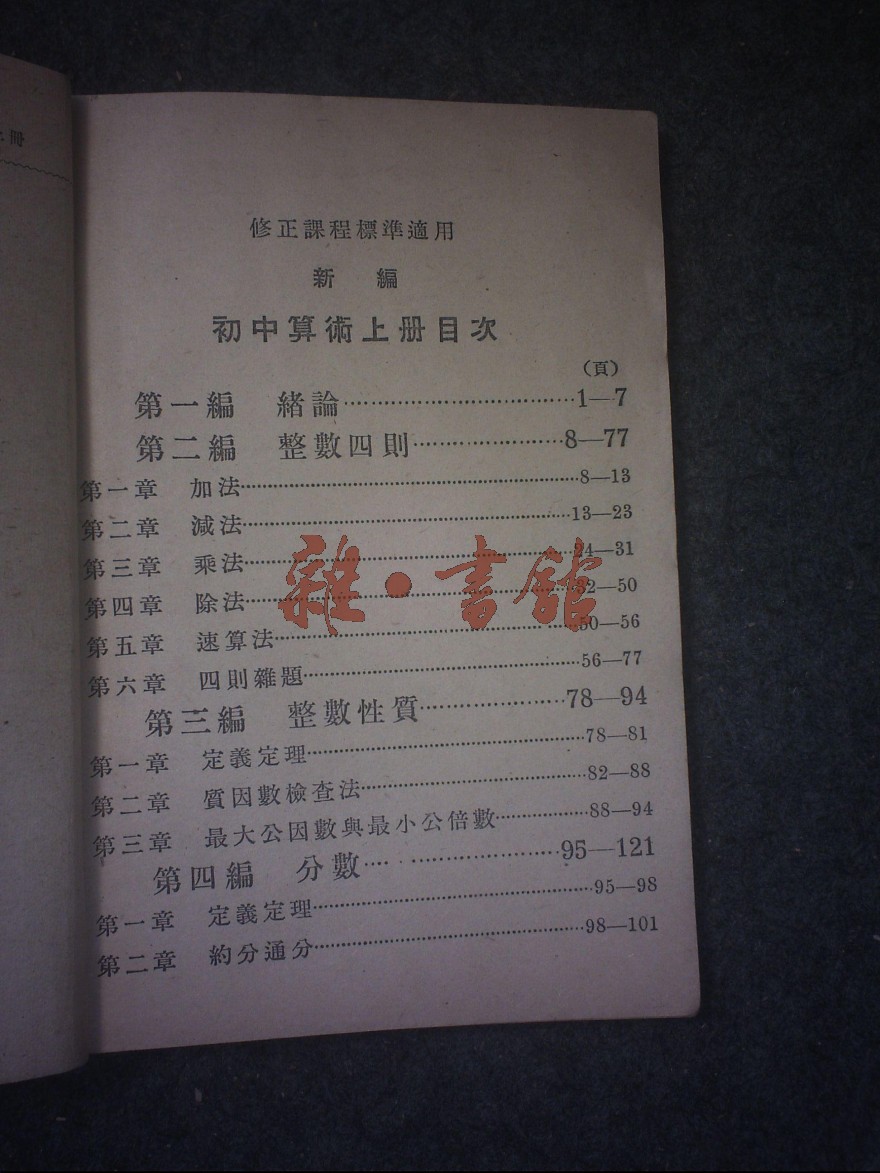 冊
修正課程標準適用
新 編
初中算術上册目次
(頁)
第一編 緒論································1—7
第二編 整數四則······················8—77
第一章 加法················································8—13
第二章 減法················································13—23
第三章 乘法················································24—31
第四章 除法················································32—50
第五章 速算法················································50—56
第六章 四則雜題········································56—77
第三編 整數性質····················78—94
第一章 定義定理········································78—81
第二章 質因數檢查法································82—88
第三章 最大公因數與最小公倍數··············88—94
第四編 分數··························95—121
第一章 定義定理········································95—98
第二章 約分通分········································98—101
雜·書館